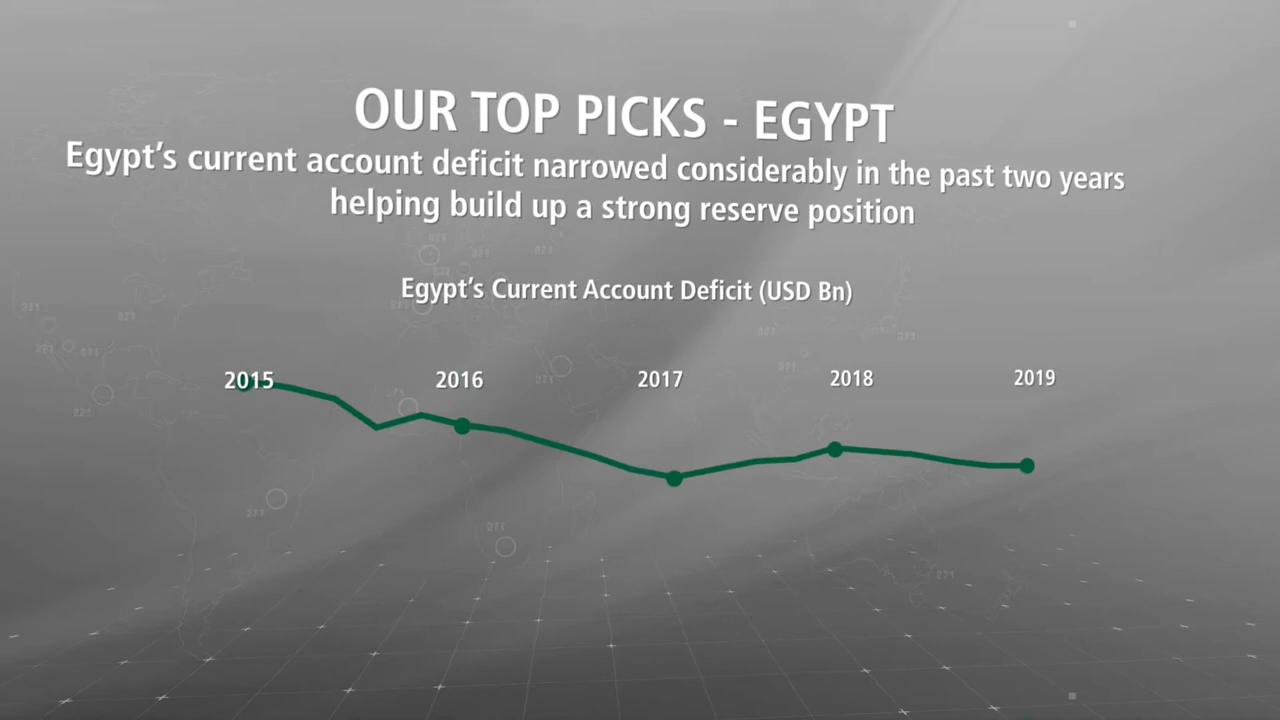 OUR TOP PICKS - EGYPT
Egypt’s current account deficit narrowed considerably in the past two years
helping build up a strong reserve position
Egypt’s Current Account Deficit (USD Bn)
2015 2016 2017 2018 2019